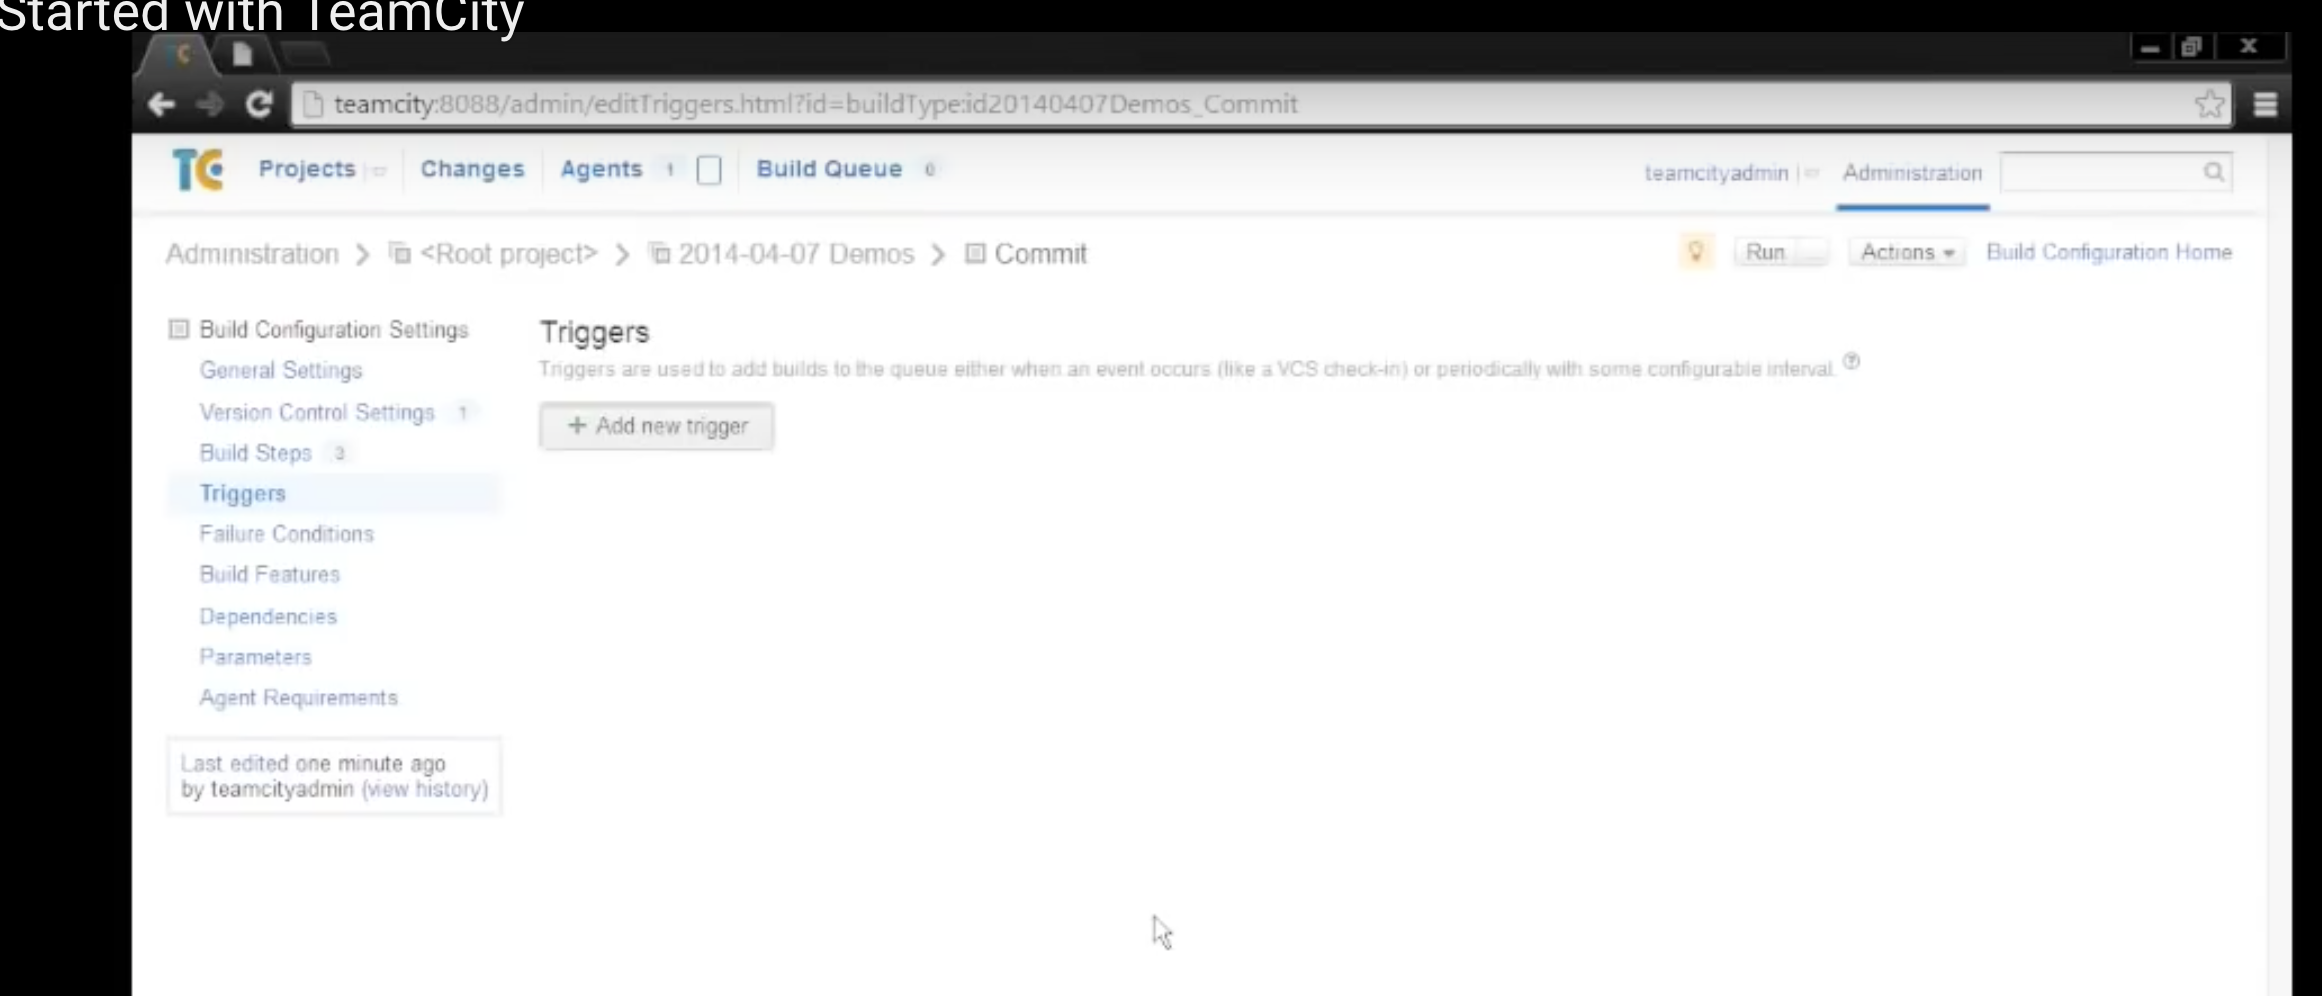 Started with TeamCity
teamcity:8088/admin/editTriggers.html?id=buildType:id20140407Demos_Commit
TC Projects Changes Agents 1 Build Queue 0 teamcityadmin Administration
Administration > <Root project> > 2014-04-07 Demos > Commit Run Actions Build Configuration Home
Build Configuration Settings
General Settings
Version Control Settings 1
Build Steps 3
Triggers
Failure Conditions
Build Features
Dependencies
Parameters
Agent Requirements
Last edited one minute ago
by teamcityadmin (view history)
Triggers
Triggers are used to add builds to the queue either when an event occurs (like a VCS check-in) or periodically with some configurable interval. ?
+ Add new trigger